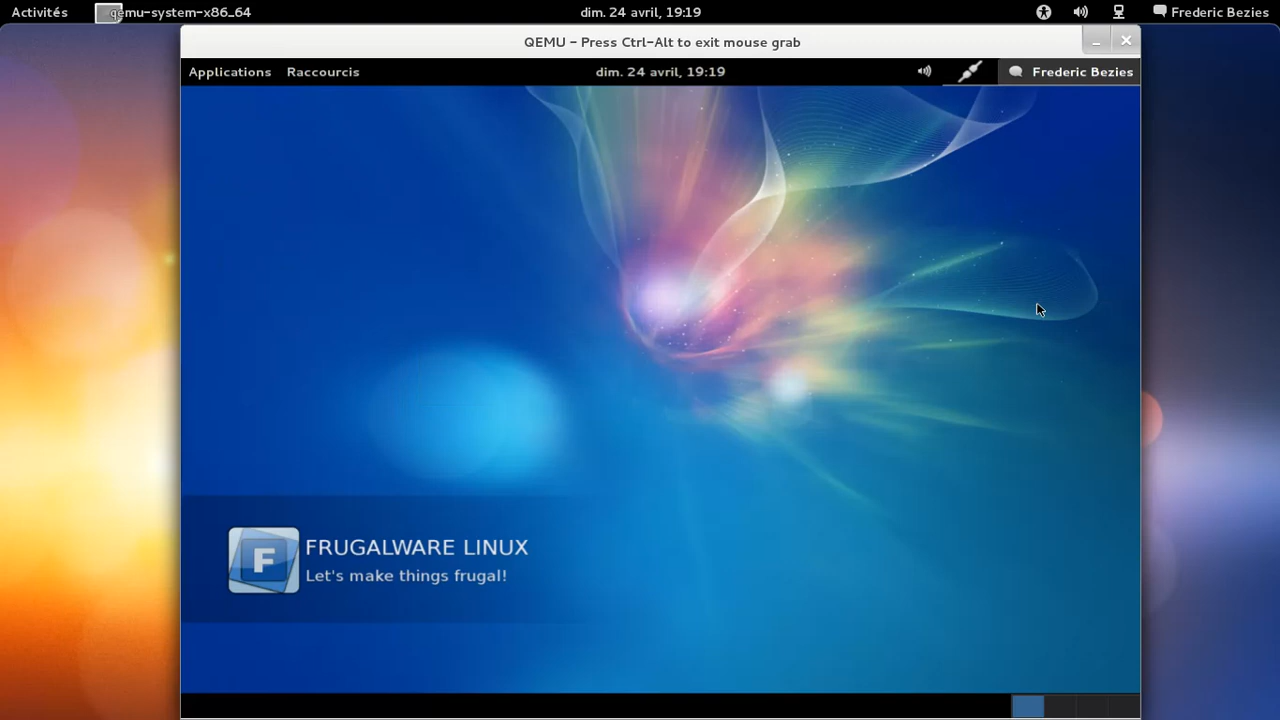 Activités qemu-system-x86_64 dim. 24 avril, 19:19 Frederic Bezies
QEMU - Press Ctrl-Alt to exit mouse grab
Applications Raccourcis dim. 24 avril, 19:19 Frederic Bezies
F
FRUGALWARE LINUX
Let's make things frugal!